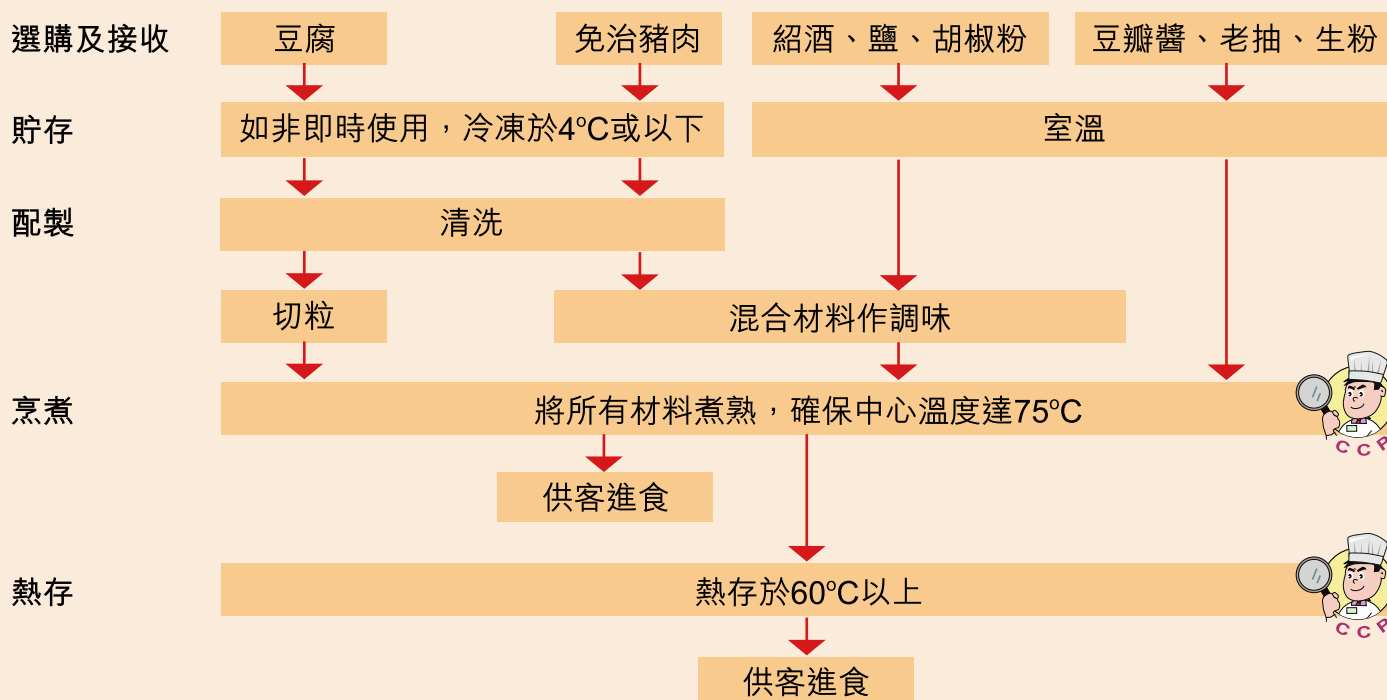 選購及接收
豆腐
免治豬肉
紹酒、鹽、胡椒粉
豆瓣醬、老抽、生粉
貯存
如非即時使用，冷凍於4ºC或以下
室溫
配製
清洗
切粒
混合材料作調味
烹煮
將所有材料煮熟，確保中心溫度達75ºC
CCP
供客進食
熱存
熱存於60ºC以上
CCP
供客進食